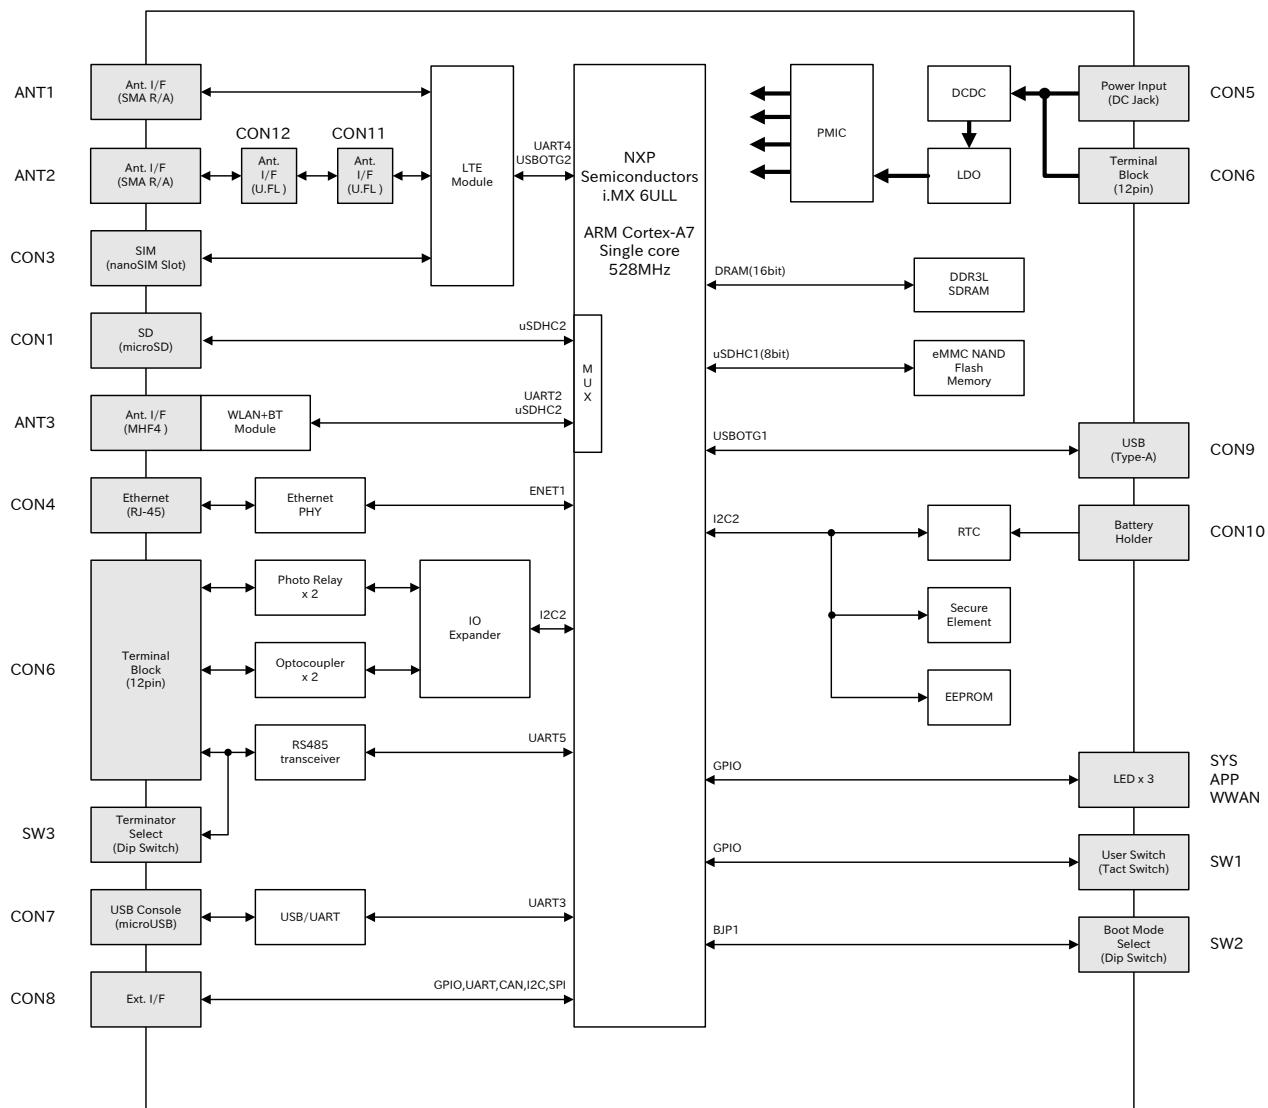 ANT1
Ant. I/F
(SMA R/A)
CON12
CON11
ANT2
Ant. I/F
(SMA R/A)
Ant.
I/F
(U.FL )
Ant.
I/F
(U.FL )
LTE
Module
UART4
USBOTG2
CON3
SIM
(nanoSIM Slot)
CON1
SD
(microSD)
uSDHC2
ANT3
Ant. I/F
(MHF4 )
WLAN+BT
Module
UART2
uSDHC2
M
U
X
CON4
Ethernet
(RJ-45)
Ethernet
PHY
ENET1
CON6
Terminal
Block
(12pin)
Photo Relay
x 2
Optocoupler
x 2
IO
Expander
I2C2
RS485
transceiver
UART5
SW3
Terminator
Select
(Dip Switch)
CON7
USB Console
(microUSB)
USB/UART
UART3
CON8
Ext. I/F
GPIO,UART,CAN,I2C,SPI
NXP
Semiconductors
i.MX 6ULL
ARM Cortex-A7
Single core
528MHz
PMIC
DCDC
LDO
Power Input
(DC Jack)
CON5
Terminal
Block
(12pin)
CON6
DRAM(16bit)
DDR3L
SDRAM
uSDHC1(8bit)
eMMC NAND
Flash
Memory
USBOTG1
USB
(Type-A)
CON9
I2C2
RTC
Battery
Holder
CON10
Secure
Element
EEPROM
GPIO
LED x 3
SYS
APP
WWAN
GPIO
User Switch
(Tact Switch)
SW1
BJP1
Boot Mode
Select
(Dip Switch)
SW2